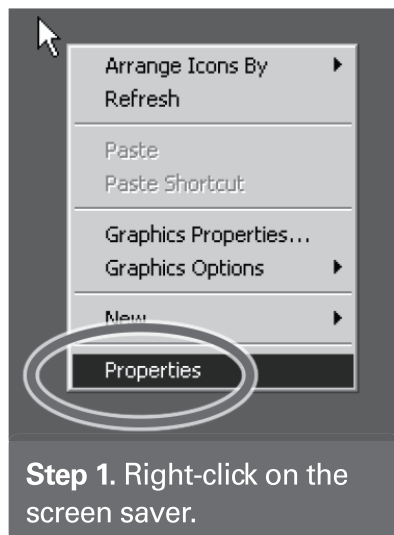 Arrange Icons By
Refresh
Paste
Paste Shortcut
Graphics Properties...
Graphics Options
New
Properties
Step 1. Right-click on the
screen saver.